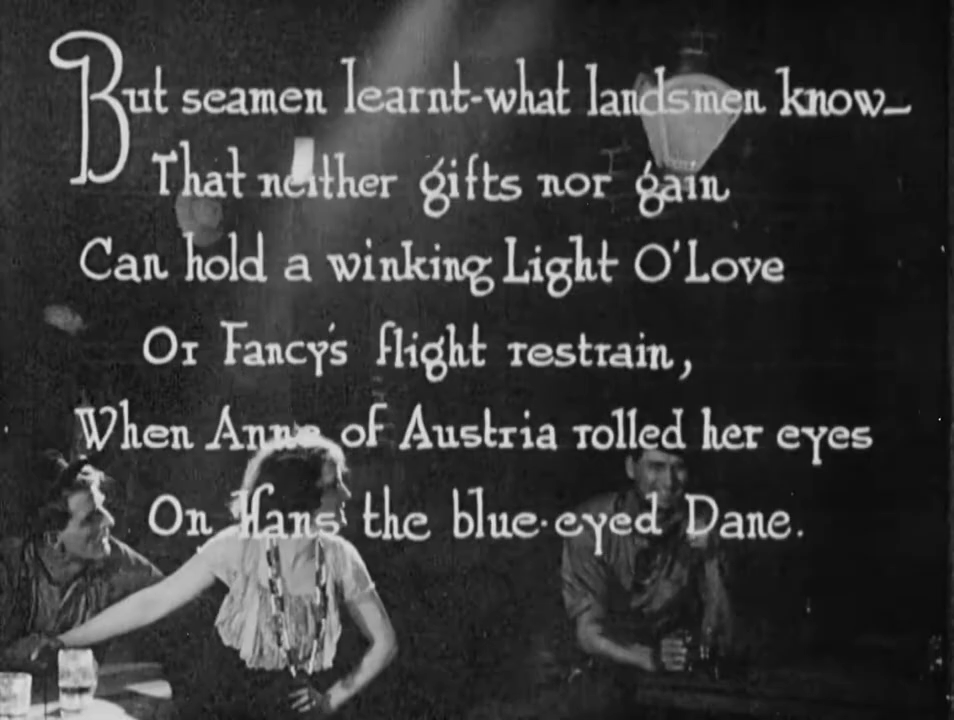 But seamen learnt-what landsmen know—
That neither gifts nor gain
Can hold a winking Light O'Love
Or Fancy's flight restrain,
When Anne of Austria rolled her eyes
On Hans the blue-eyed Dane.